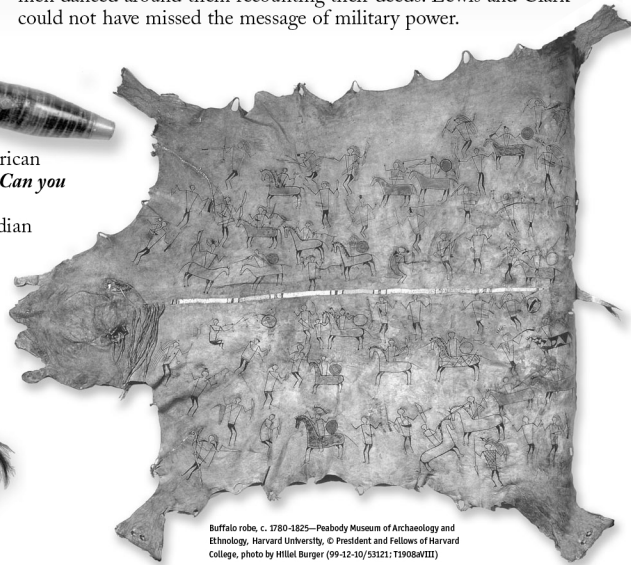 men danced around them recounting their deeds. Lewis and Clark
could not have missed the message of military power.
rican
Can you
dian
Buffalo robe, c. 1780-1825—Peabody Museum of Archaeology and
Ethnology, Harvard University, © President and Fellows of Harvard
College, photo by Hillel Burger (99-12-10/53121; T1908aVIII)